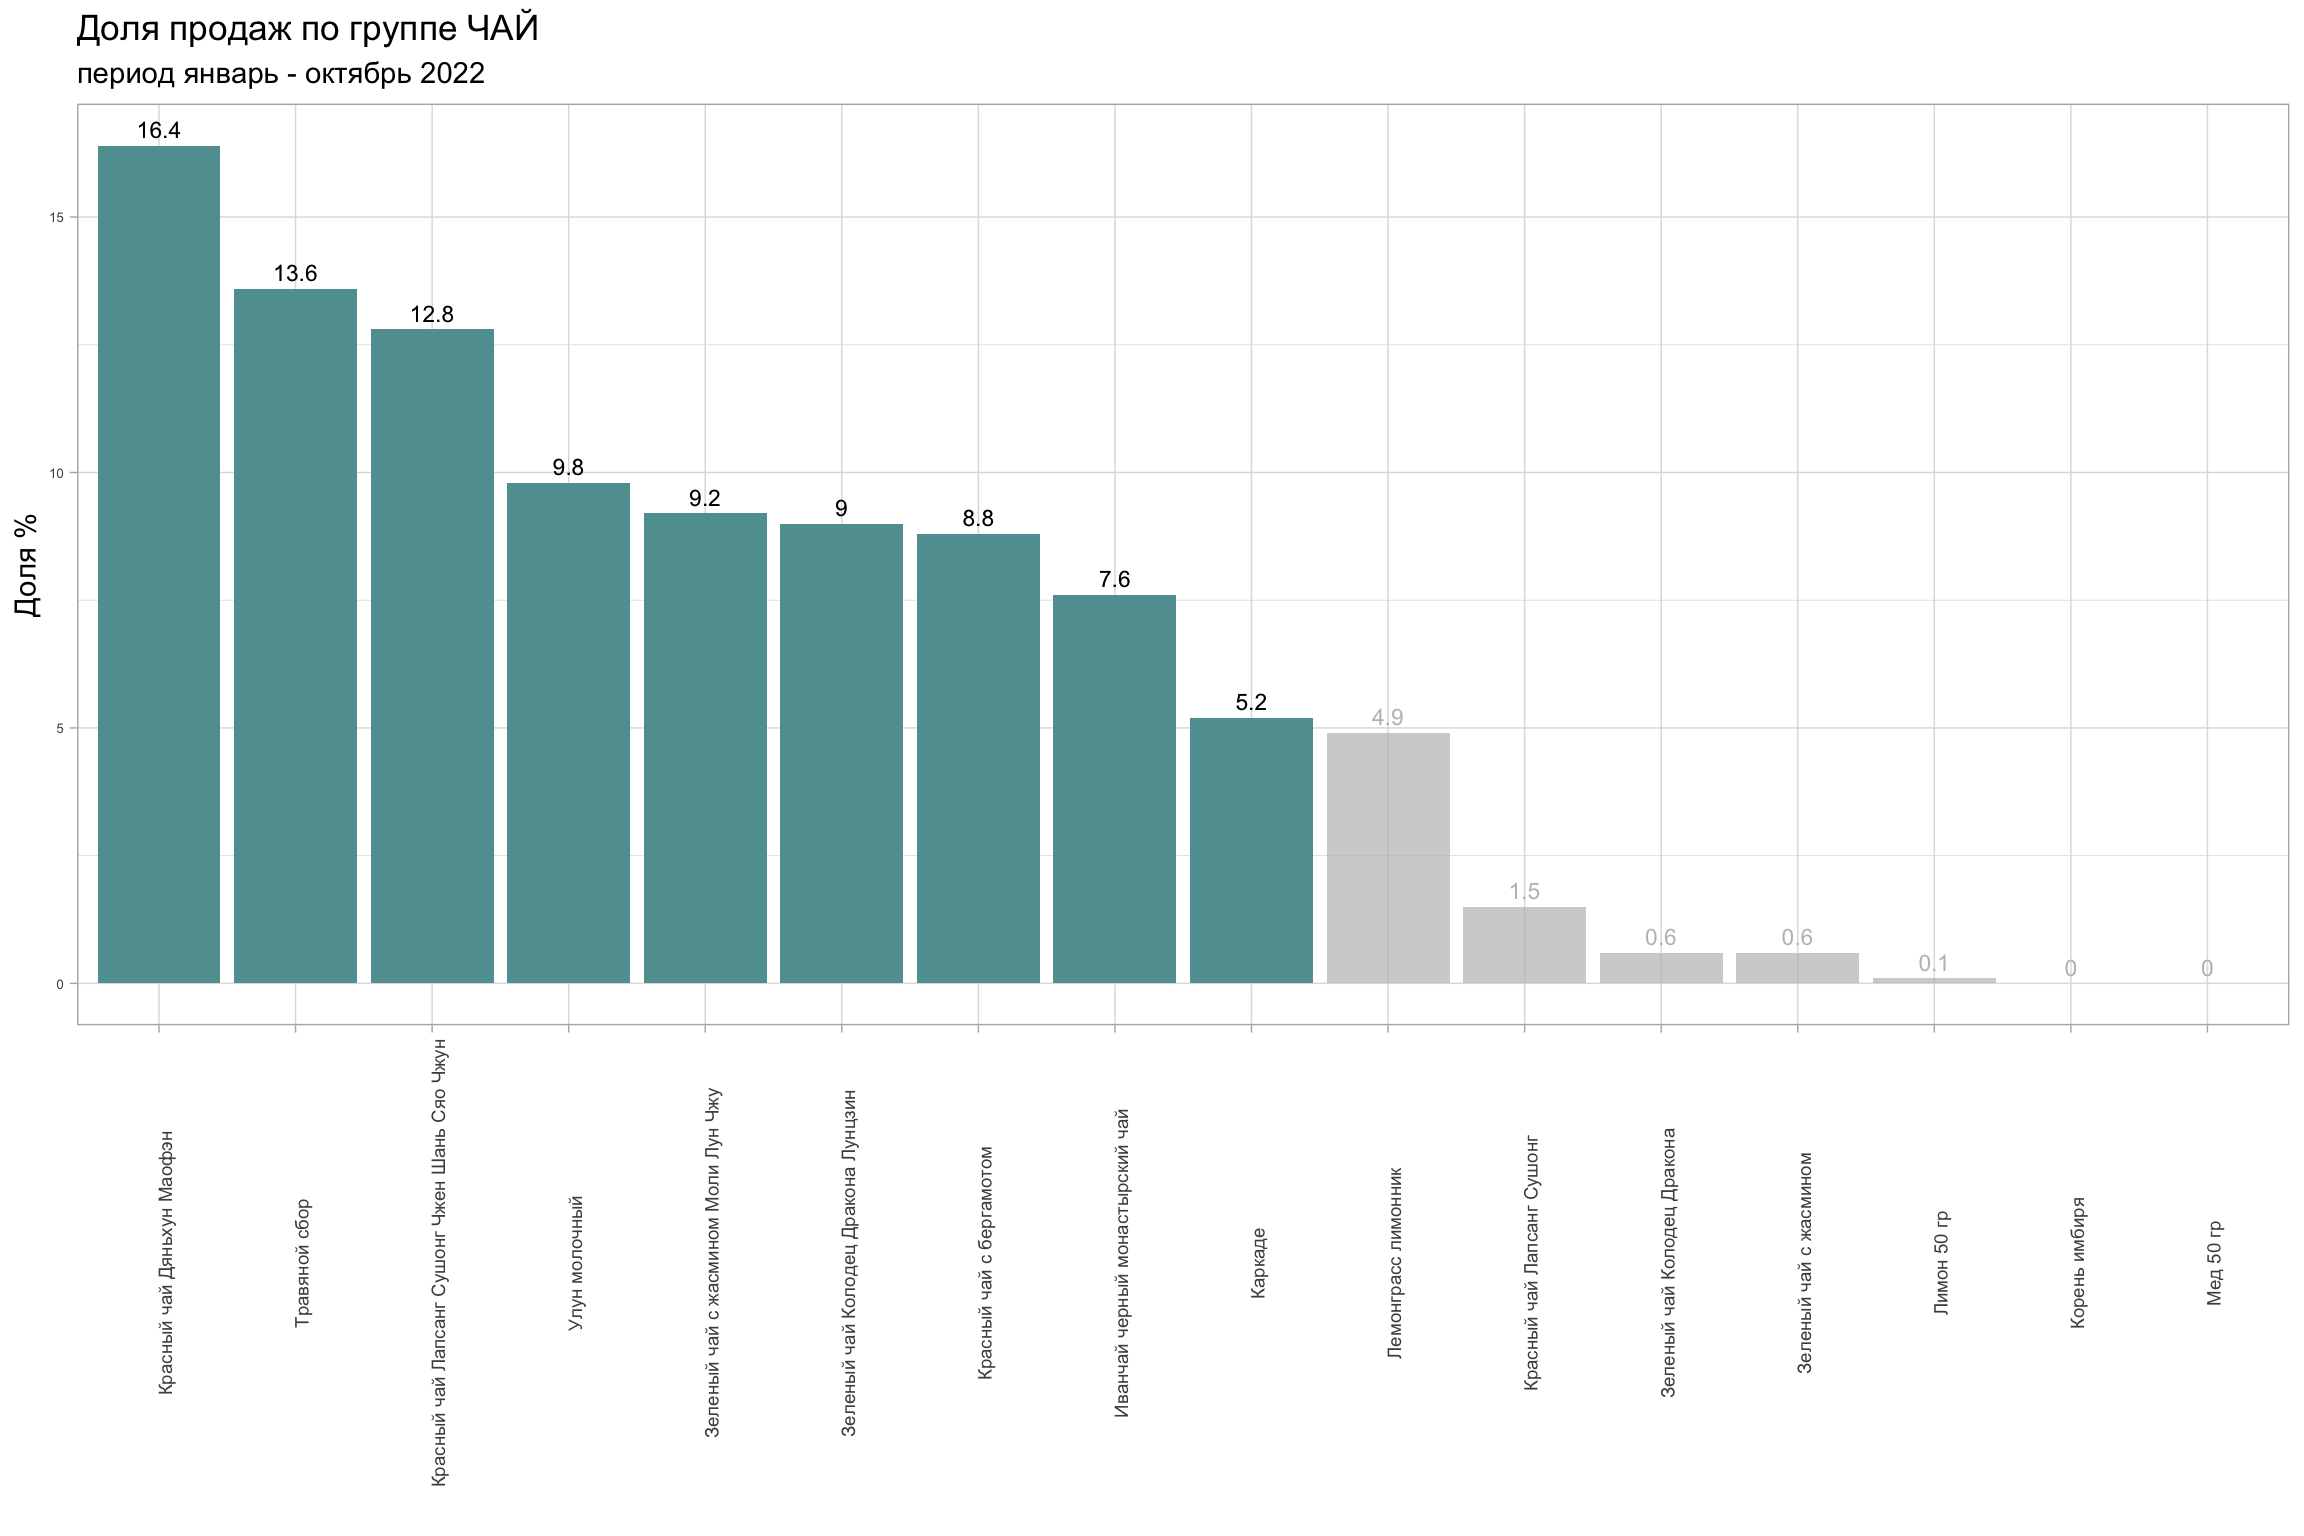 Доля продаж по группе ЧАЙ
период январь - октябрь 2022
Доля %
15
10
5
0
16.4
13.6
12.8
9.8
9.2
9
8.8
7.6
5.2
4.9
1.5
0.6
0.6
0.1
0
0
Красный чай Дяньхун Маофэн
Травяной сбор
Красный чай Лапсанг Сушонг Чжен Шань Сяо Чжун
Улун молочный
Зеленый чай с жасмином Моли Лун Чжу
Зеленый чай Колодец Дракона Лунцзин
Красный чай с бергамотом
Иванчай черный монастырский чай
Каркаде
Лемонграсс лимонник
Красный чай Лапсанг Сушонг
Зеленый чай Колодец Дракона
Зеленый чай с жасмином
Лимон 50 гр
Корень имбиря
Мед 50 гр